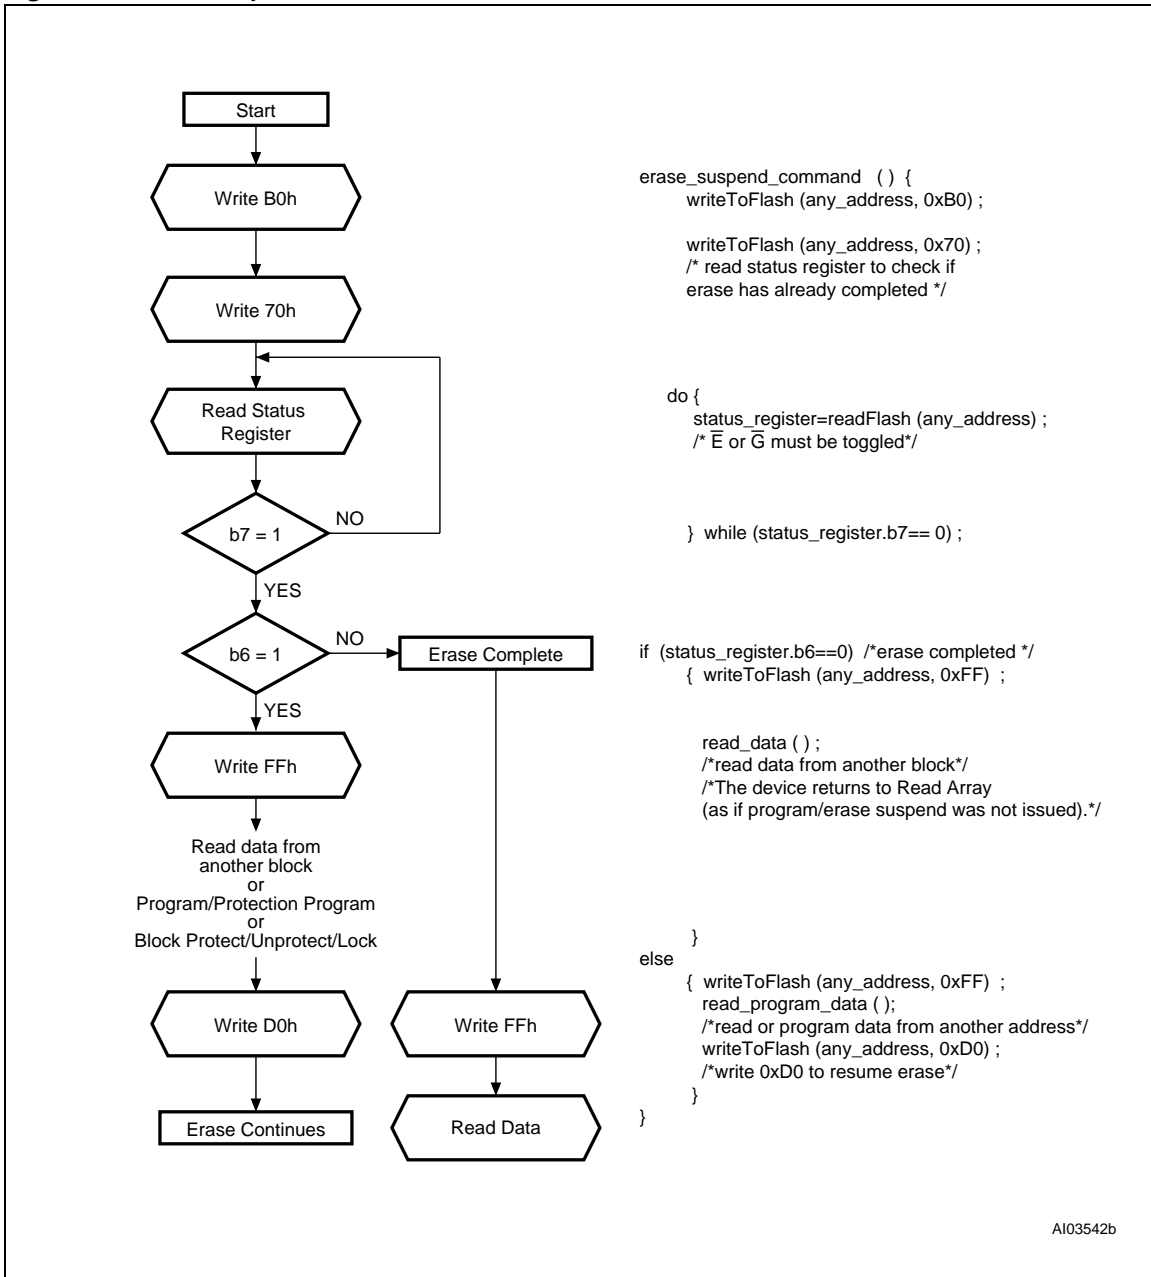 Start
Write B0h
Write 70h
Read Status
Register
b7 = 1
NO
YES
b6 = 1
NO
Erase Complete
YES
Write FFh
Read data from
another block
or
Program/Protection Program
or
Block Protect/Unprotect/Lock
Write D0h
Write FFh
Erase Continues
Read Data
erase_suspend_command ( ) {
writeToFlash (any_address, 0xB0) ;
writeToFlash (any_address, 0x70) ;
/* read status register to check if
erase has already completed */
do {
status_register=readFlash (any_address) ;
/* E̅ or G̅ must be toggled*/
} while (status_register.b7== 0) ;
if (status_register.b6==0) /*erase completed */
{ writeToFlash (any_address, 0xFF) ;
read_data ( ) ;
/*read data from another block*/
/*The device returns to Read Array
(as if program/erase suspend was not issued).*/
}
else
{ writeToFlash (any_address, 0xFF) ;
read_program_data ( );
/*read or program data from another address*/
writeToFlash (any_address, 0xD0) ;
/*write 0xD0 to resume erase*/
}
}
AI03542b